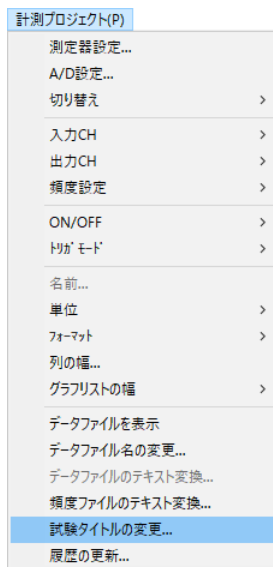 計測プロジェクト(P)
測定器設定...
A/D設定...
切り替え
入力CH
出力CH
頻度設定
ON/OFF
ﾄﾘｶﾞﾓｰﾄﾞ
名前...
単位
ﾌｫｰﾏｯﾄ
列の幅...
グラフリストの幅
データファイルを表示
データファイル名の変更...
データファイルのテキスト変換...
頻度ファイルのテキスト変換...
試験タイトルの変更...
履歴の更新...